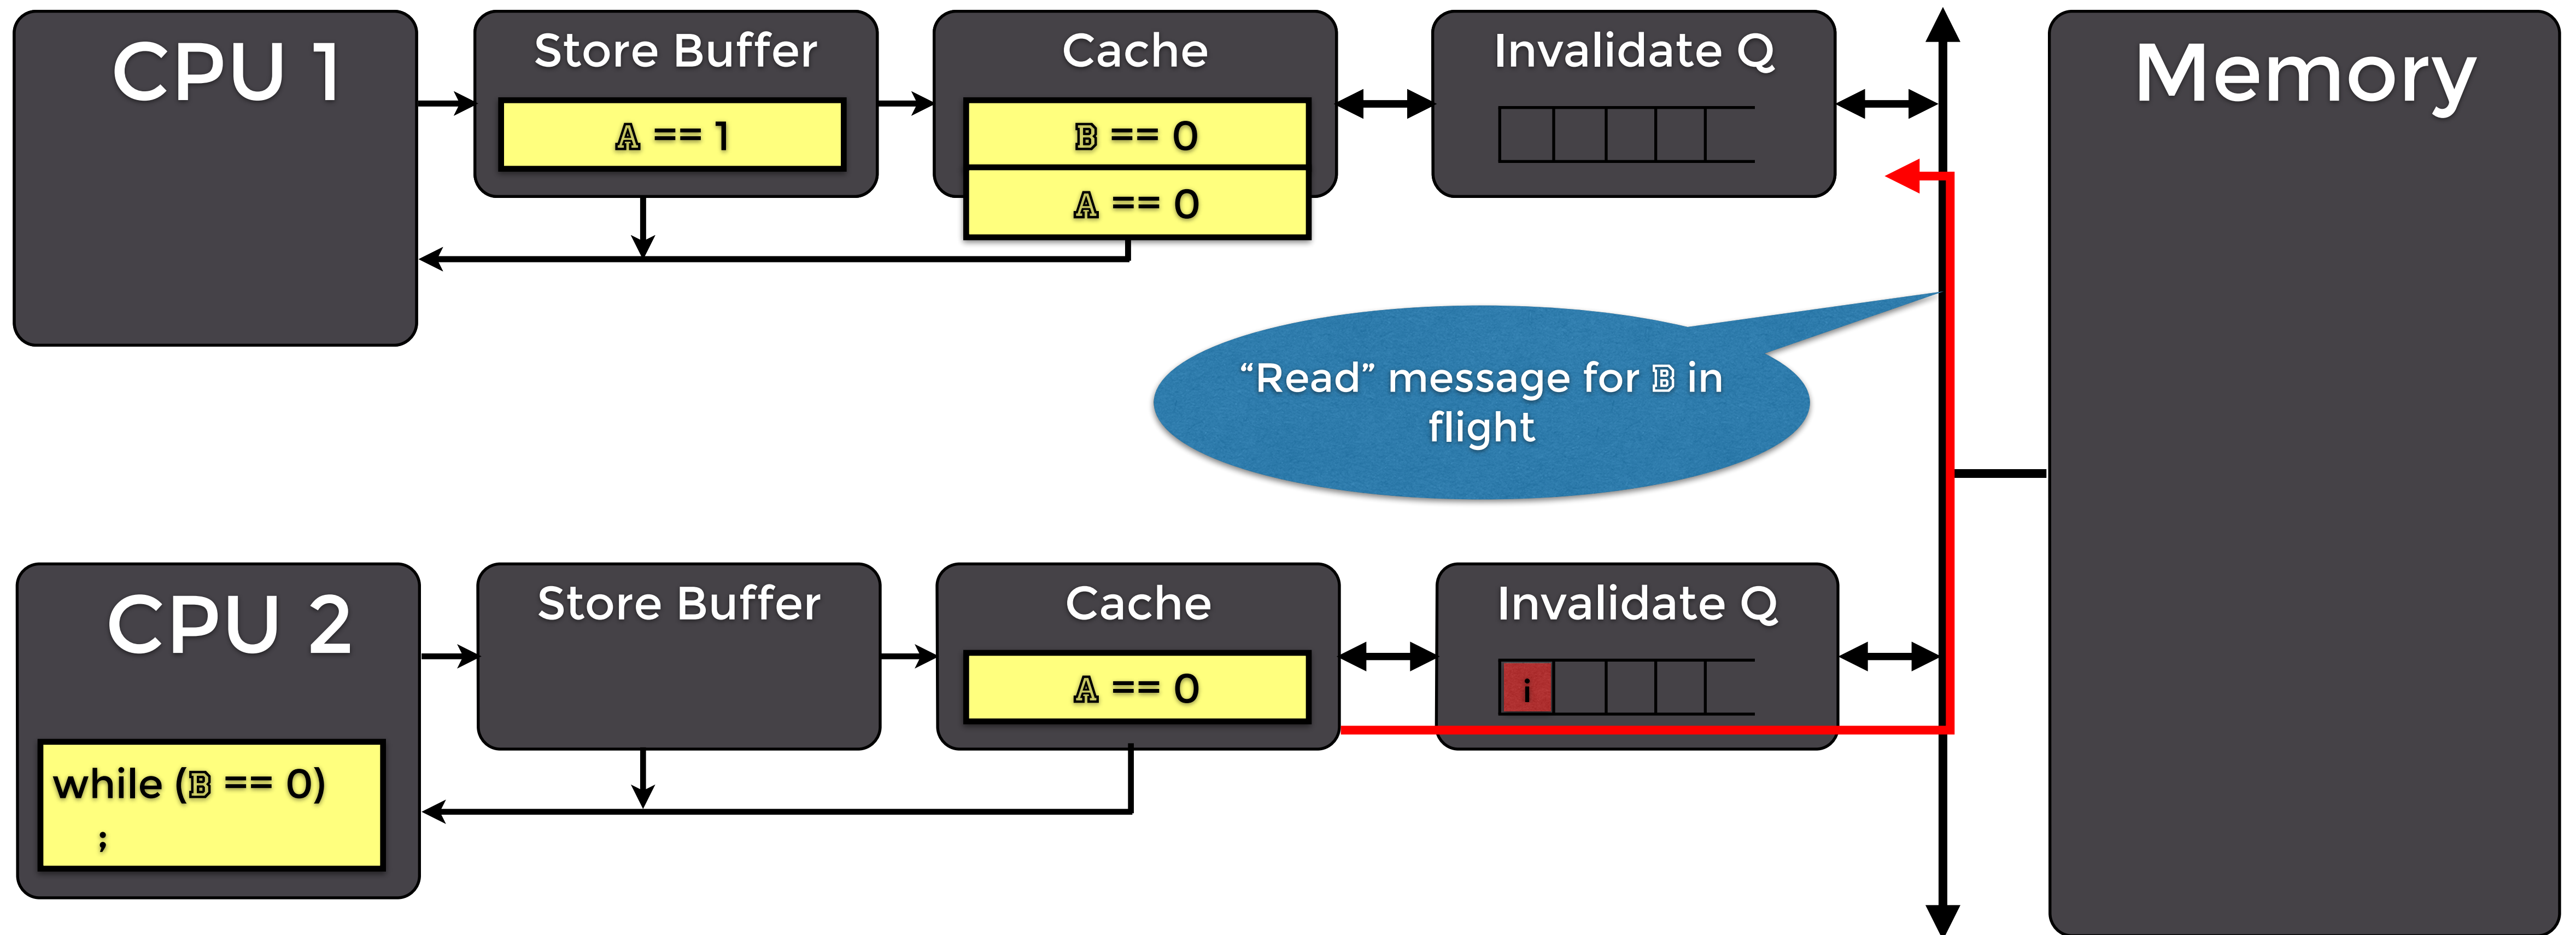 CPU 1
Store Buffer
A == 1
Cache
B == 0
A == 0
Invalidate Q
Memory
“Read” message for B in
flight
CPU 2
while (B == 0)
;
Store Buffer
Cache
A == 0
Invalidate Q
i